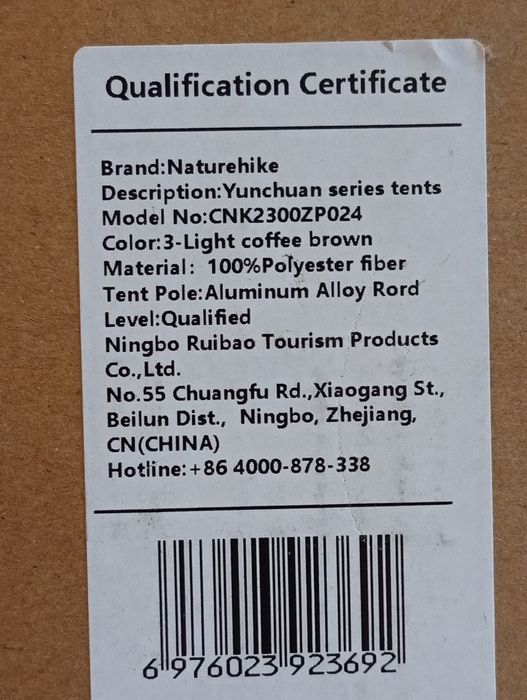 Qualification Certificate
Brand:Naturehike
Description:Yunchuan series tents
Model No:CNK2300ZP024
Color:3-Light coffee brown
Material: 100%Polyester fiber
Tent Pole:Aluminum Alloy Rord
Level:Qualified
Ningbo Ruibao Tourism Products
Co.,Ltd.
No.55 Chuangfu Rd.,Xiaogang St.,
Beilun Dist., Ningbo, Zhejiang,
CN(CHINA)
Hotline:+86 4000-878-338
6 976023 923692